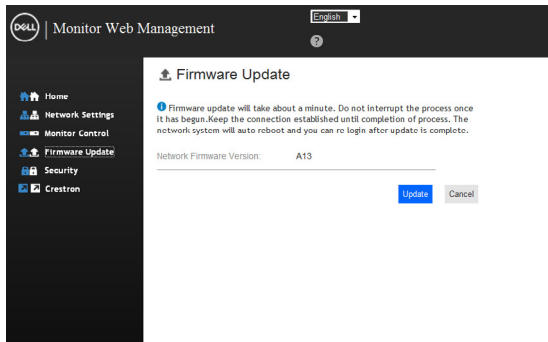 DELL | Monitor Web Management
English
?
Home
Network Settings
Monitor Control
Firmware Update
Security
Crestron
Firmware Update
Firmware update will take about a minute. Do not interrupt the process once
it has begun.Keep the connection established until completion of process. The
network system will auto reboot and you can re login after update is complete.
Network Firmware Version: A13
Update Cancel